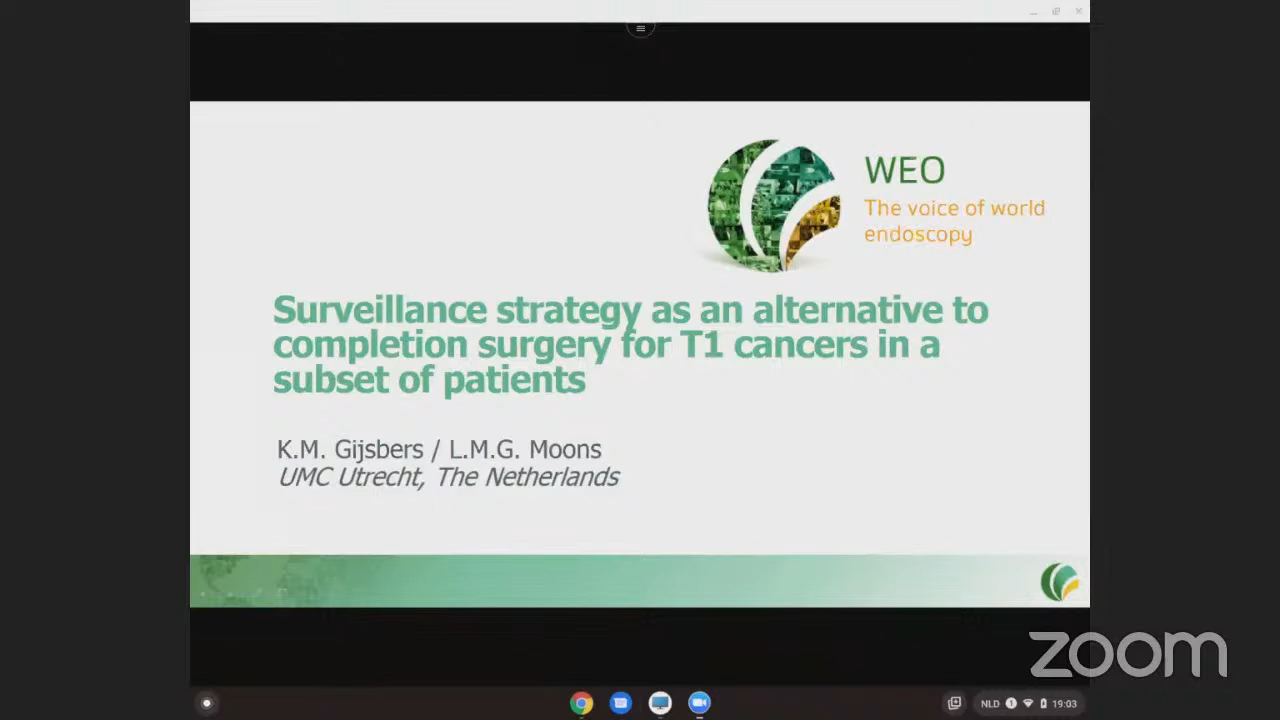 WEO
The voice of world
endoscopy
Surveillance strategy as an alternative to
completion surgery for T1 cancers in a
subset of patients
K.M. Gijsbers / L.M.G. Moons
UMC Utrecht, The Netherlands
zoom
NLD 1 19:03